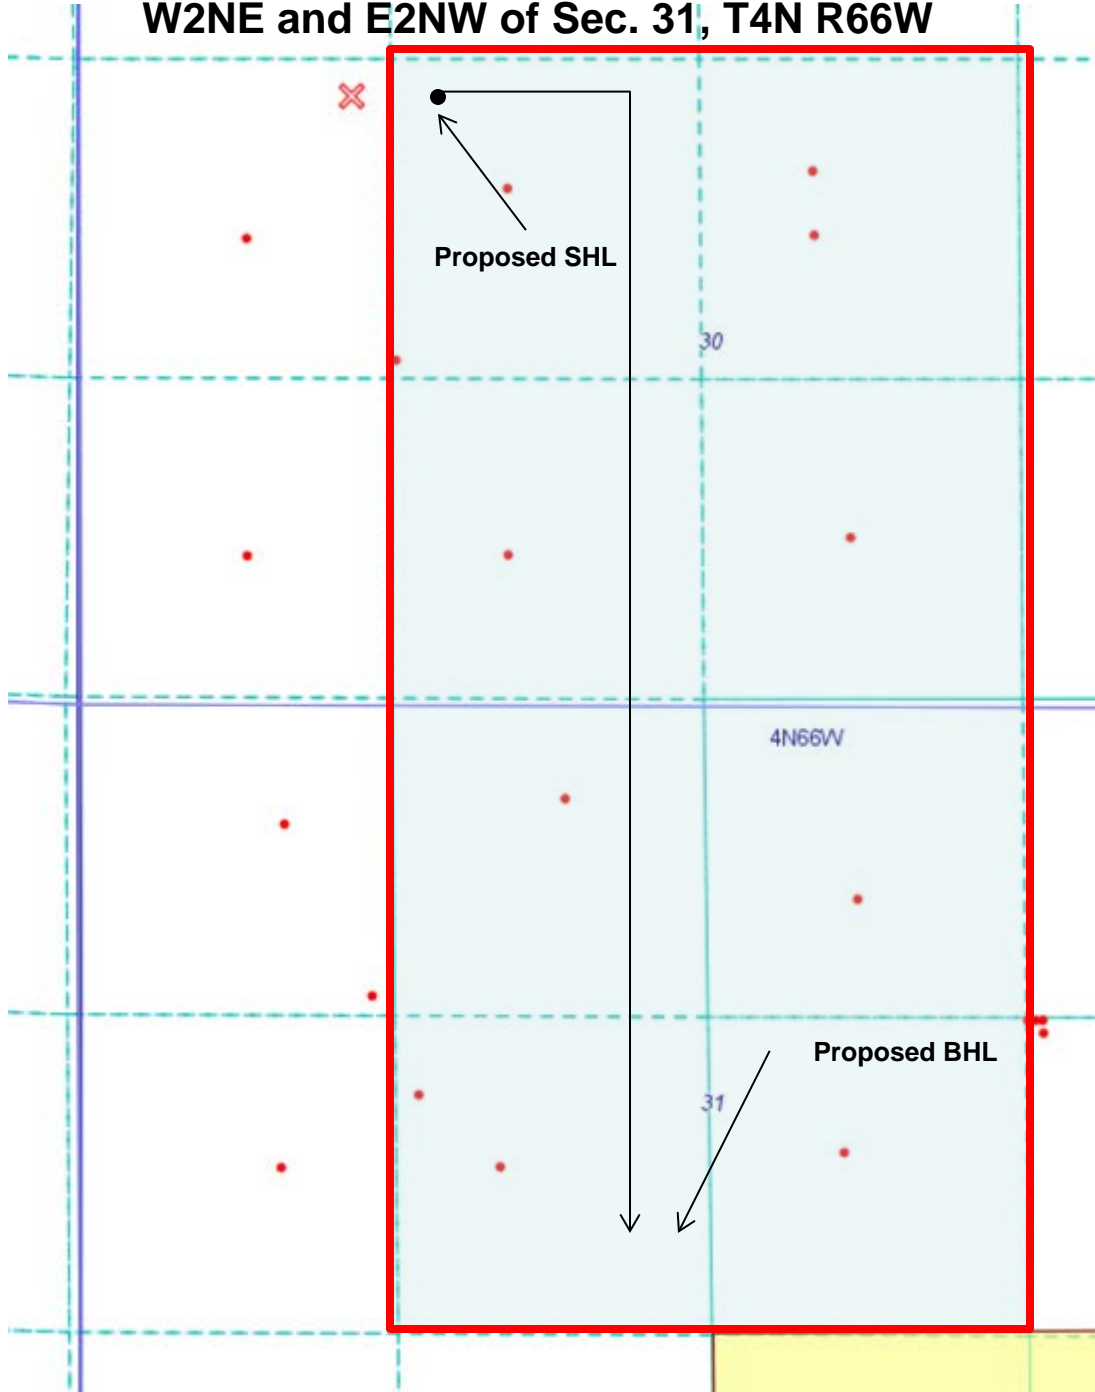 W2NE and E2NW of Sec. 31, T4N R66W
Proposed SHL
30
4N66W
Proposed BHL
31